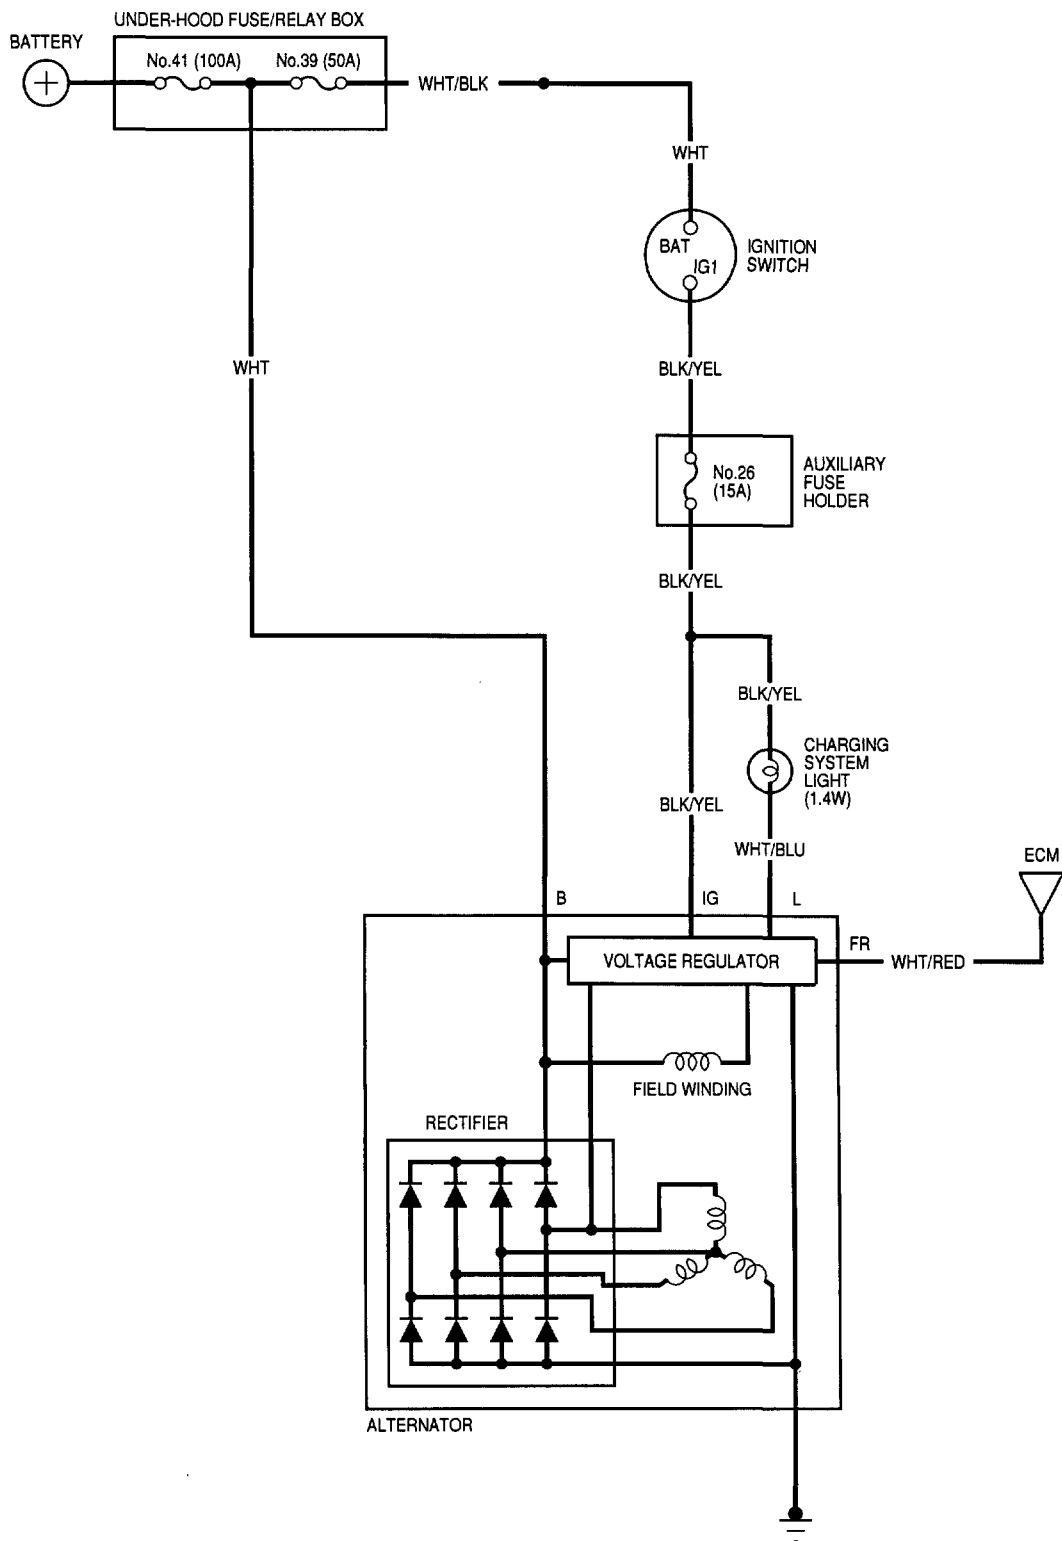 UNDER-HOOD FUSE/RELAY BOX
BATTERY
No.41 (100A)
No.39 (50A)
WHT/BLK
WHT
BAT
IG1
IGNITION
SWITCH
WHT
BLK/YEL
No.26
(15A)
AUXILIARY
FUSE
HOLDER
BLK/YEL
BLK/YEL
CHARGING
SYSTEM
LIGHT
(1.4W)
BLK/YEL
WHT/BLU
ECM
B
IG
L
FR
VOLTAGE REGULATOR
WHT/RED
FIELD WINDING
RECTIFIER
ALTERNATOR